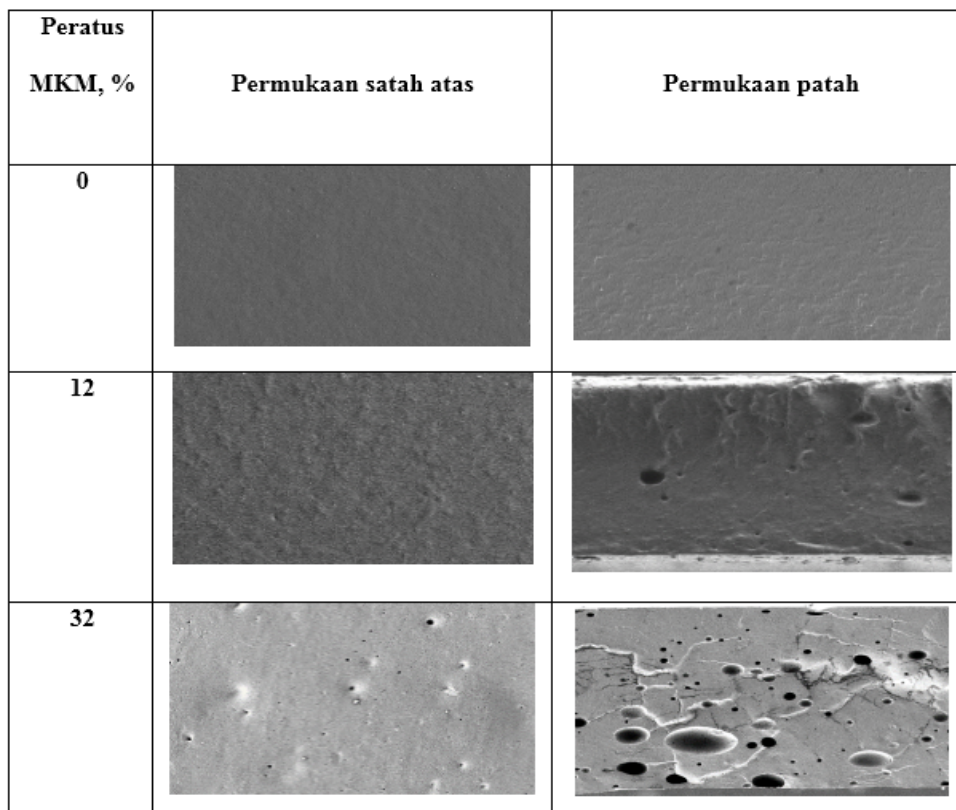 Peratus
MKM, %
Permukaan satah atas
Permukaan patah
0
12
32